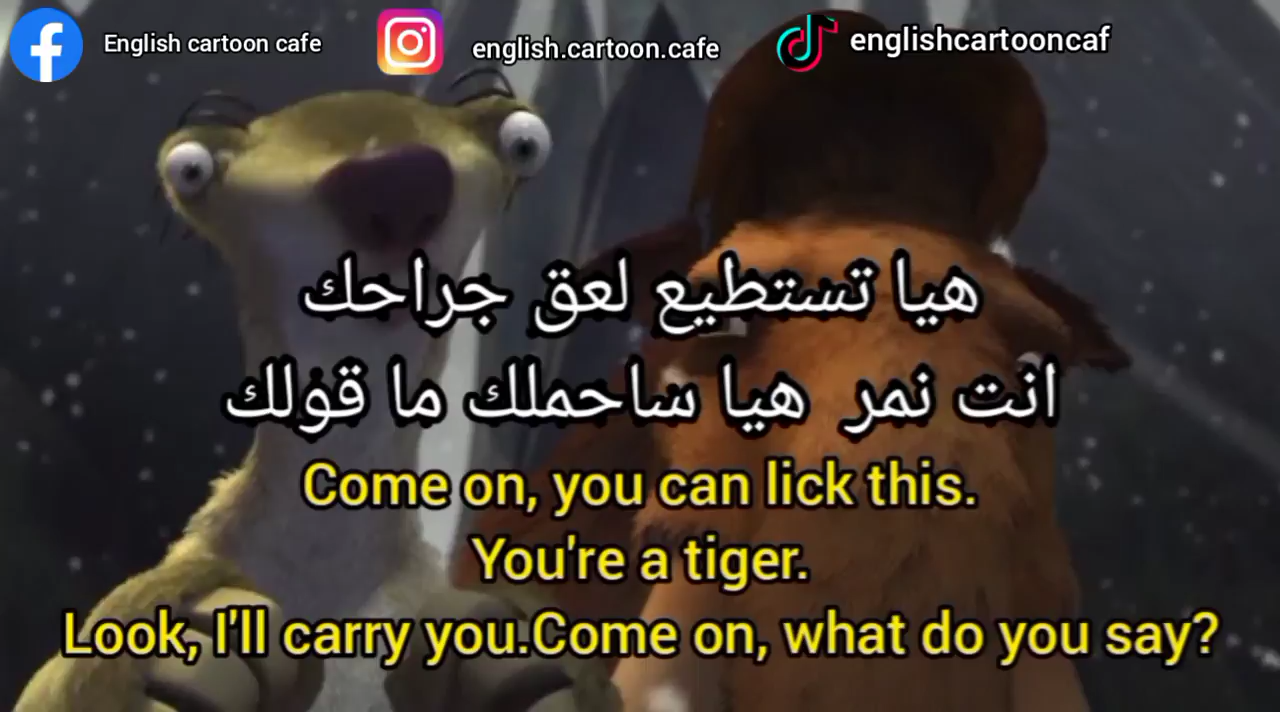 English cartoon cafe
english.cartoon.cafe
englishcartooncaf
هيا تستطيع لعق جراحك
انت نمر هيا ساحملك ما قولك
Come on, you can lick this.
You're a tiger.
Look, I'll carry you.Come on, what do you say?